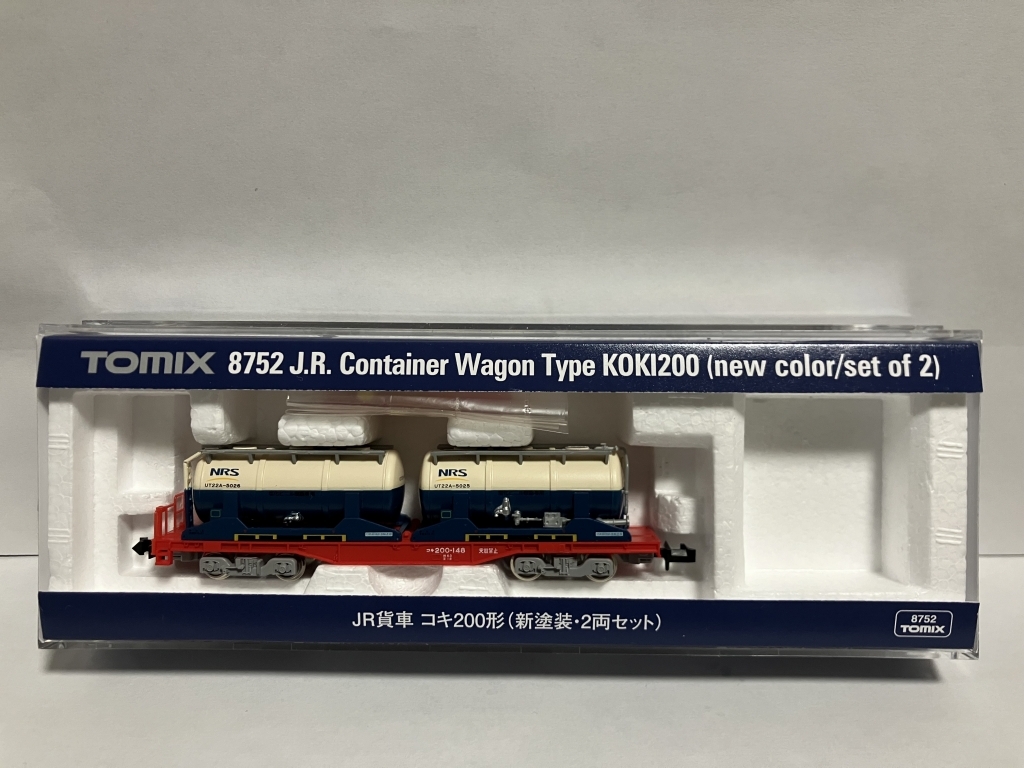 TOMIX 8752 J.R. Container Wagon Type KOKI200 (new color/set of 2)
NRS
UT22A-5026
NRS
UT22A-5025
コキ200-148
JR貨車 コキ200形(新塗装・2両セット)
8752
TOMIX